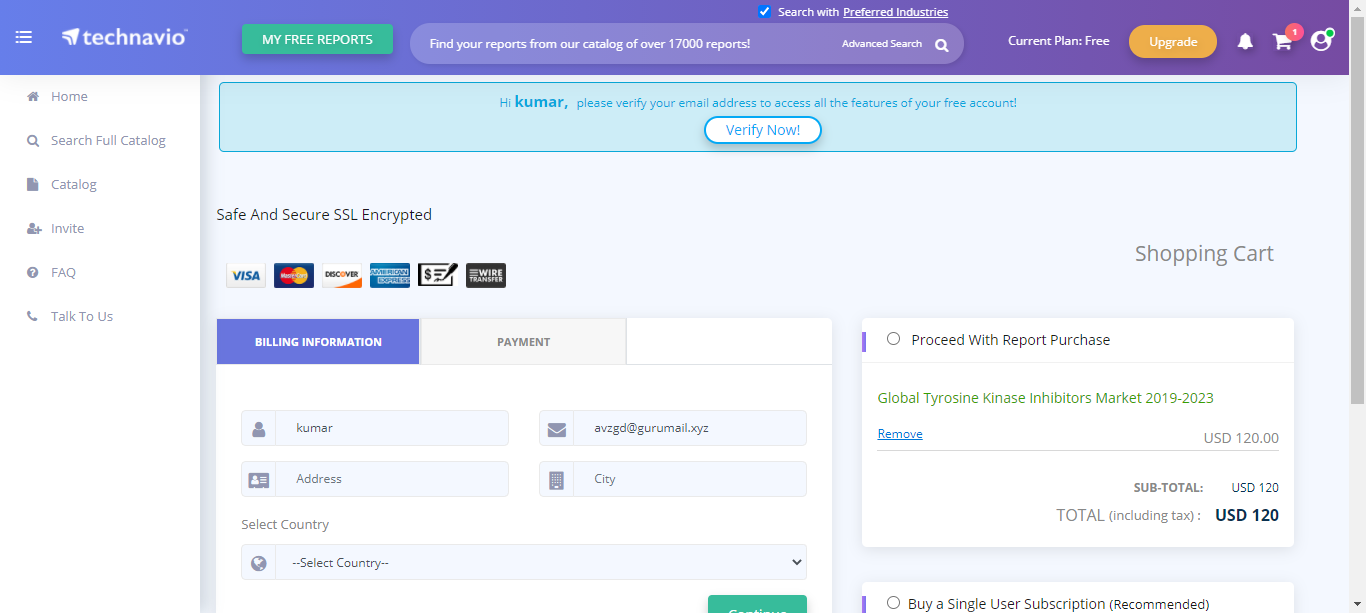 Search with Preferred Industries
technavio
MY FREE REPORTS
Find your reports from our catalog of over 17000 reports!
Advanced Search
Current Plan: Free
Upgrade
1
Home
Search Full Catalog
Catalog
Invite
FAQ
Talk To Us
Hi kumar, please verify your email address to access all the features of your free account!
Verify Now!
Safe And Secure SSL Encrypted
VISA
MasterCard
DISCOVER
AMERICAN EXPRESS
WIRE TRANSFER
Shopping Cart
BILLING INFORMATION
PAYMENT
kumar
avzgd@gurumail.xyz
Address
City
Select Country
--Select Country--
Continue
Proceed With Report Purchase
Global Tyrosine Kinase Inhibitors Market 2019-2023
Remove
USD 120.00
SUB-TOTAL: USD 120
TOTAL (including tax) : USD 120
Buy a Single User Subscription (Recommended)